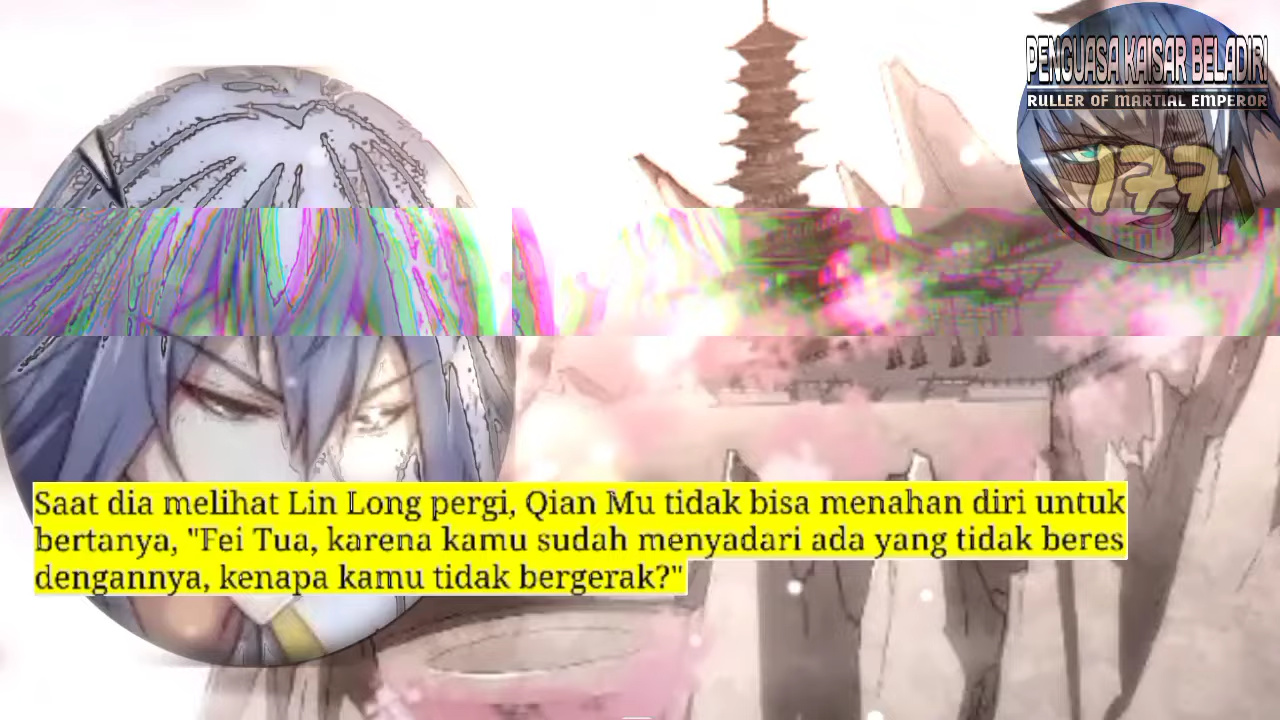 PENGUASA KAISAR BELADIRI
RULLER OF MARTIAL EMPEROR
177
Saat dia melihat Lin Long pergi, Qian Mu tidak bisa menahan diri untuk
bertanya, "Fei Tua, karena kamu sudah menyadari ada yang tidak beres
dengannya, kenapa kamu tidak bergerak?"